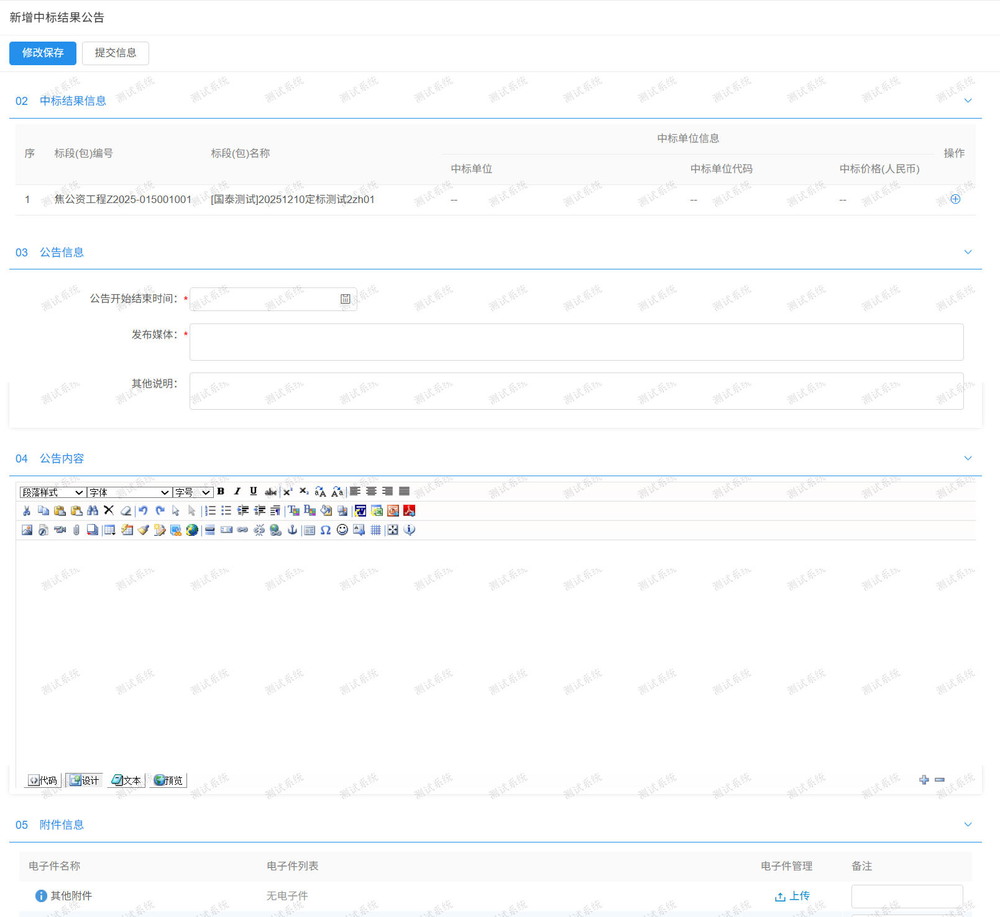 新增中标结果公告
修改保存 提交信息
02 中标结果信息
中标单位信息
序 标段(包)编号 标段(包)名称 操作
中标单位 中标单位代码 中标价格(人民币)
1 焦公资工程Z2025-015001001 [国泰测试]20251210定标测试2zh01 -- -- --
03 公告信息
公告开始结束时间：*
发布媒体：*
其他说明：
04 公告内容
段落样式 字体 字号
代码 设计 文本 预览
05 附件信息
电子件名称 电子件列表 电子件管理 备注
其他附件 无电子件 上传
测试系统